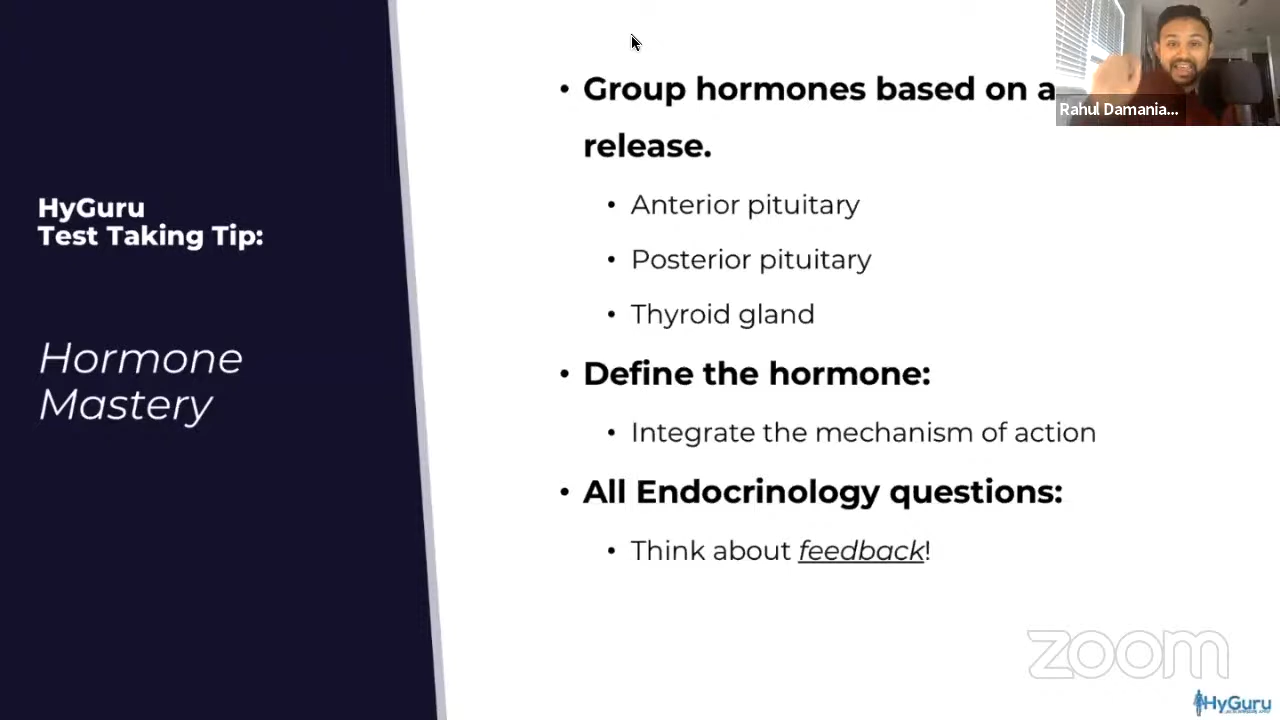 HyGuru
Test Taking Tip:
Hormone
Mastery
• Group hormones based on a
release.
• Anterior pituitary
• Posterior pituitary
• Thyroid gland
• Define the hormone:
• Integrate the mechanism of action
• All Endocrinology questions:
• Think about feedback!
Rahul Damania...
zoom
HyGuru